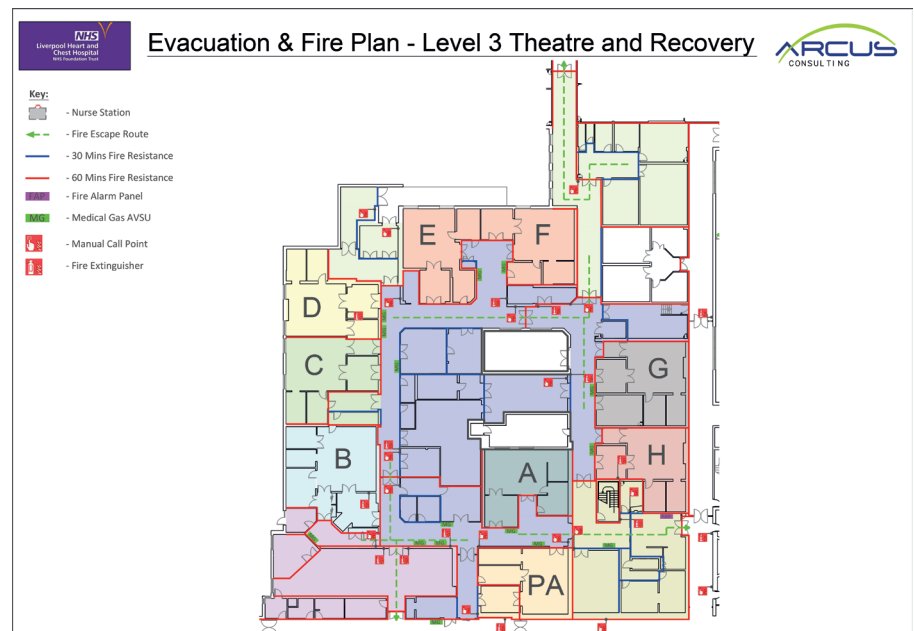 NHS
Liverpool Heart and
Chest Hospital
NHS Foundation Trust
Evacuation & Fire Plan - Level 3 Theatre and Recovery
ARCUS
CONSULTING
Key:
- Nurse Station
- Fire Escape Route
- 30 Mins Fire Resistance
- 60 Mins Fire Resistance
FAP - Fire Alarm Panel
MG - Medical Gas AVSU
- Manual Call Point
- Fire Extinguisher
E
F
D
C
G
B
A
H
PA